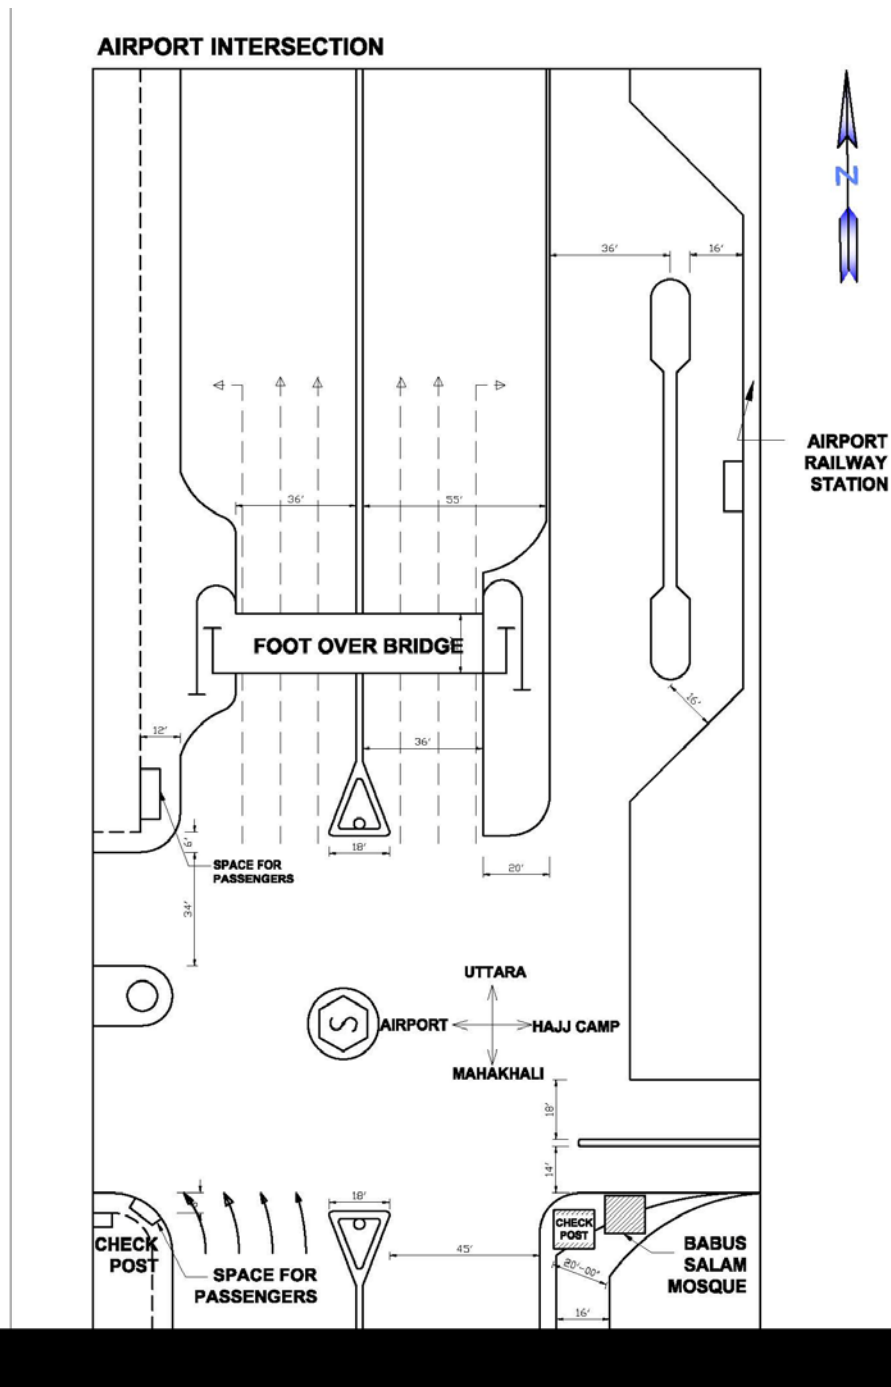 AIRPORT INTERSECTION
N
36'
16'
AIRPORT
RAILWAY
STATION
36'
55'
FOOT OVER BRIDGE
16'
12'
36'
6'
18'
SPACE FOR
PASSENGERS
20'
34'
UTTARA
S
AIRPORT
HAJJ CAMP
MAHAKHALI
18'
14'
18'
CHECK
POST
CHECK
POST
45'
BABUS
SALAM
MOSQUE
SPACE FOR
PASSENGERS
20'-00"
16'